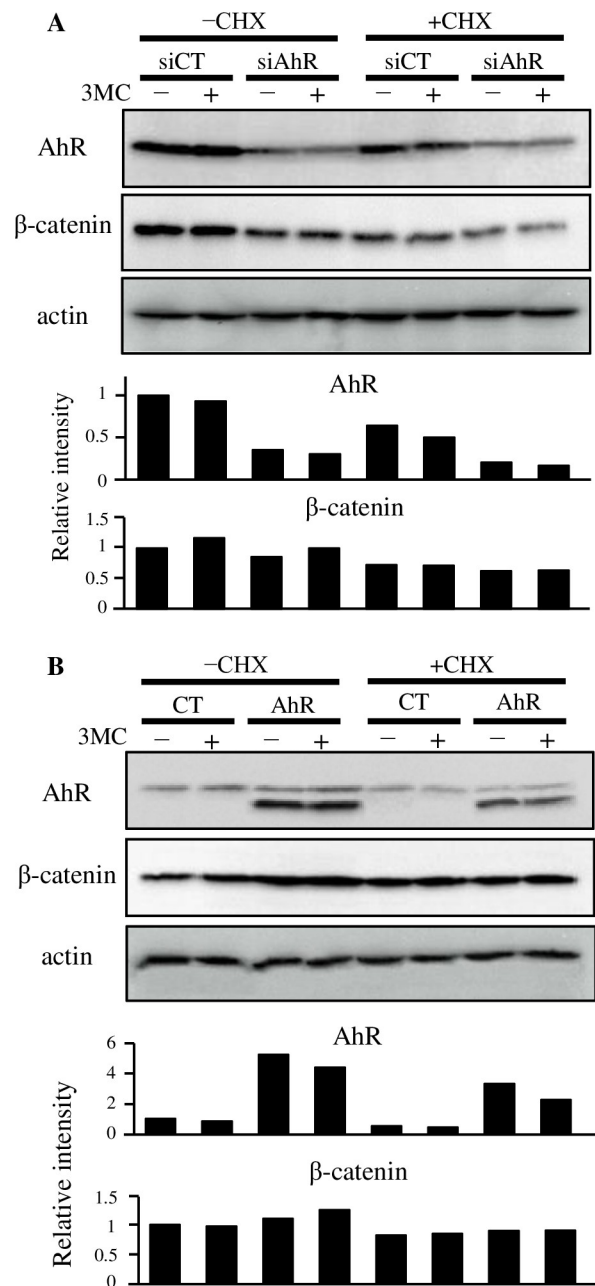 A
−CHX +CHX
siCT siAhR siCT siAhR
3MC − + − + − + − +
AhR
β-catenin
actin
AhR
1
0.5
0
β-catenin
1.5
1
0.5
0
Relative intensity
B
−CHX +CHX
CT AhR CT AhR
3MC − + − + − + − +
AhR
β-catenin
actin
AhR
6
4
2
0
β-catenin
1.5
1
0.5
0
Relative intensity